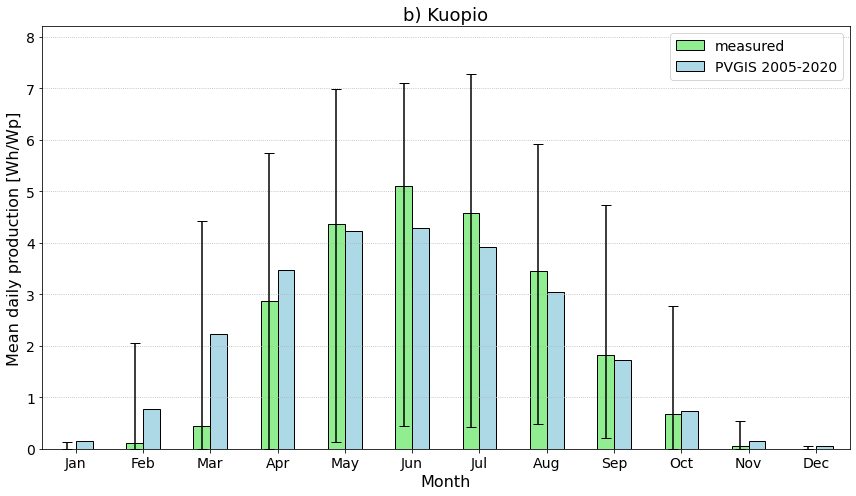 b) Kuopio
measured
PVGIS 2005-2020
Mean daily production [Wh/Wp]
8
7
6
5
4
3
2
1
0
Jan Feb Mar Apr May Jun Jul Aug Sep Oct Nov Dec
Month